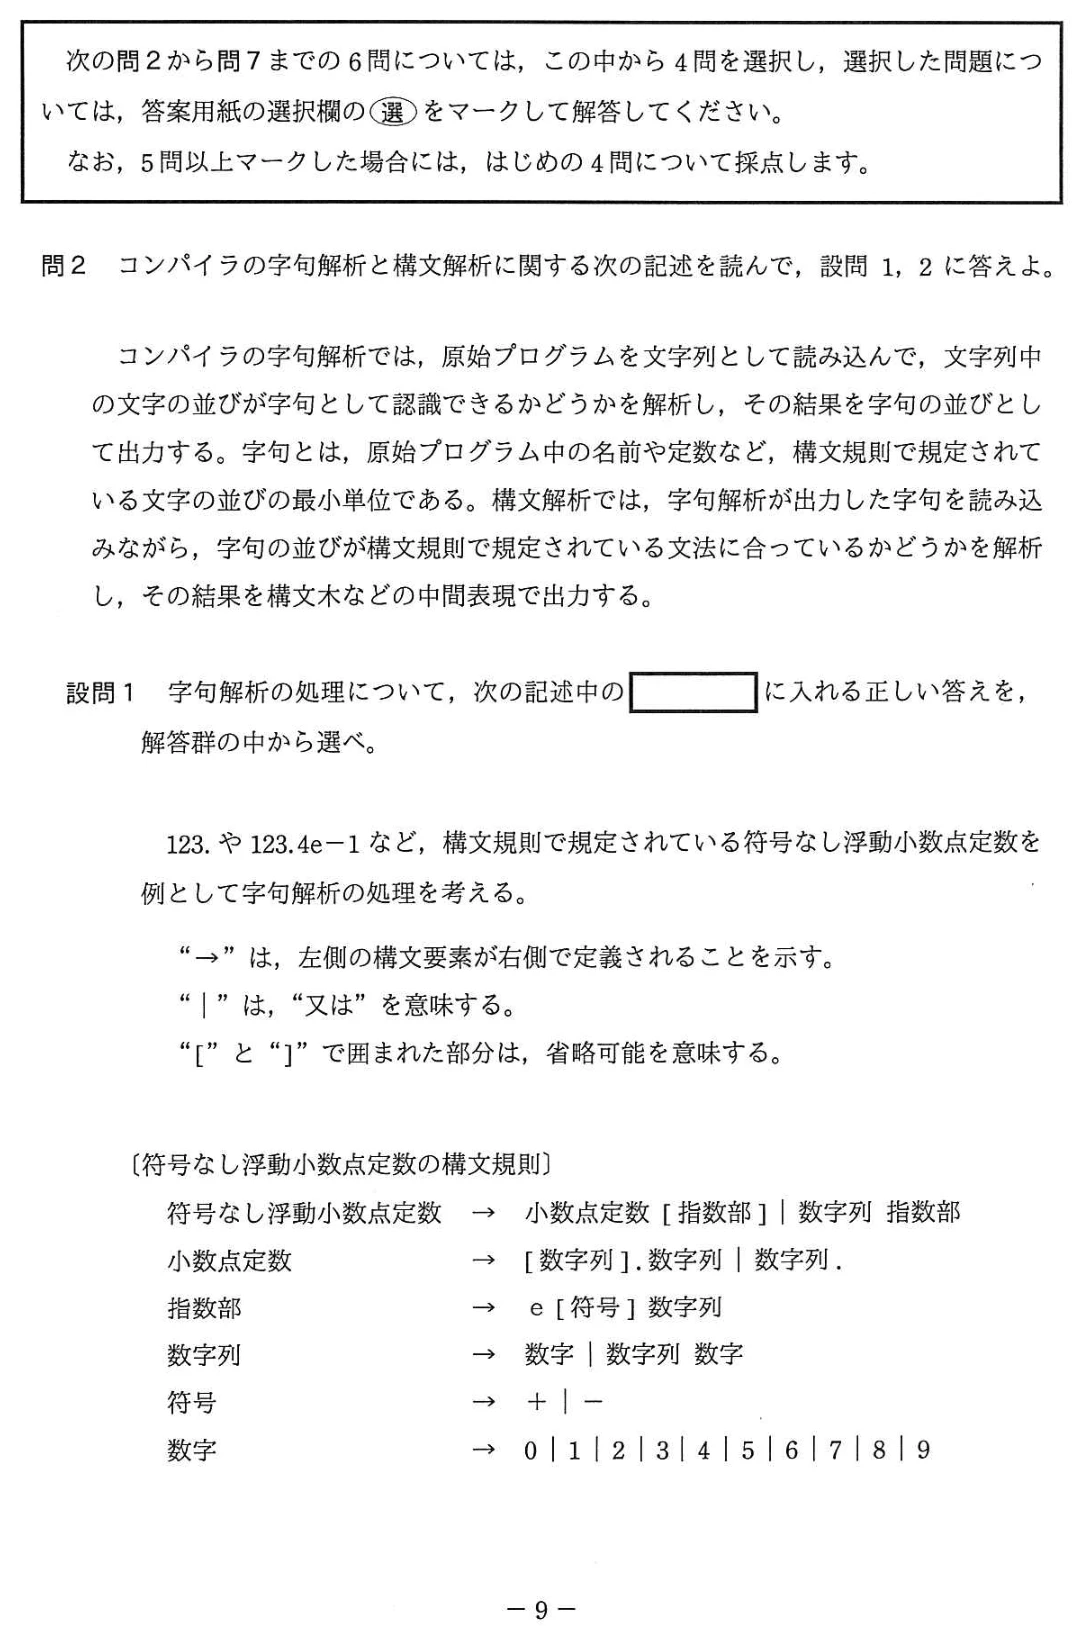 次の問2から問7までの6問については，この中から4問を選択し，選択した問題につ
いては，答案用紙の選択欄の選をマークして解答してください。
なお，5問以上マークした場合には，はじめの4問について採点します。
問2　コンパイラの字句解析と構文解析に関する次の記述を読んで，設問 1，2 に答えよ。
コンパイラの字句解析では，原始プログラムを文字列として読み込んで，文字列中
の文字の並びが字句として認識できるかどうかを解析し，その結果を字句の並びとし
て出力する。字句とは，原始プログラム中の名前や定数など，構文規則で規定されて
いる文字の並びの最小単位である。構文解析では，字句解析が出力した字句を読み込
みながら，字句の並びが構文規則で規定されている文法に合っているかどうかを解析
し，その結果を構文木などの中間表現で出力する。
設問1　字句解析の処理について，次の記述中の　　　に入れる正しい答えを，
解答群の中から選べ。
123. や 123.4e－1 など，構文規則で規定されている符号なし浮動小数点定数を
例として字句解析の処理を考える。
“→” は，左側の構文要素が右側で定義されることを示す。
“｜” は，“又は” を意味する。
“[” と “]” で囲まれた部分は，省略可能を意味する。
〔符号なし浮動小数点定数の構文規則〕
符号なし浮動小数点定数 → 小数点定数 [ 指数部 ]｜数字列 指数部
小数点定数 → [ 数字列 ] . 数字列｜数字列 .
指数部 → e [ 符号 ] 数字列
数字列 → 数字｜数字列 数字
符号 → ＋｜－
数字 → 0｜1｜2｜3｜4｜5｜6｜7｜8｜9
－ 9 －